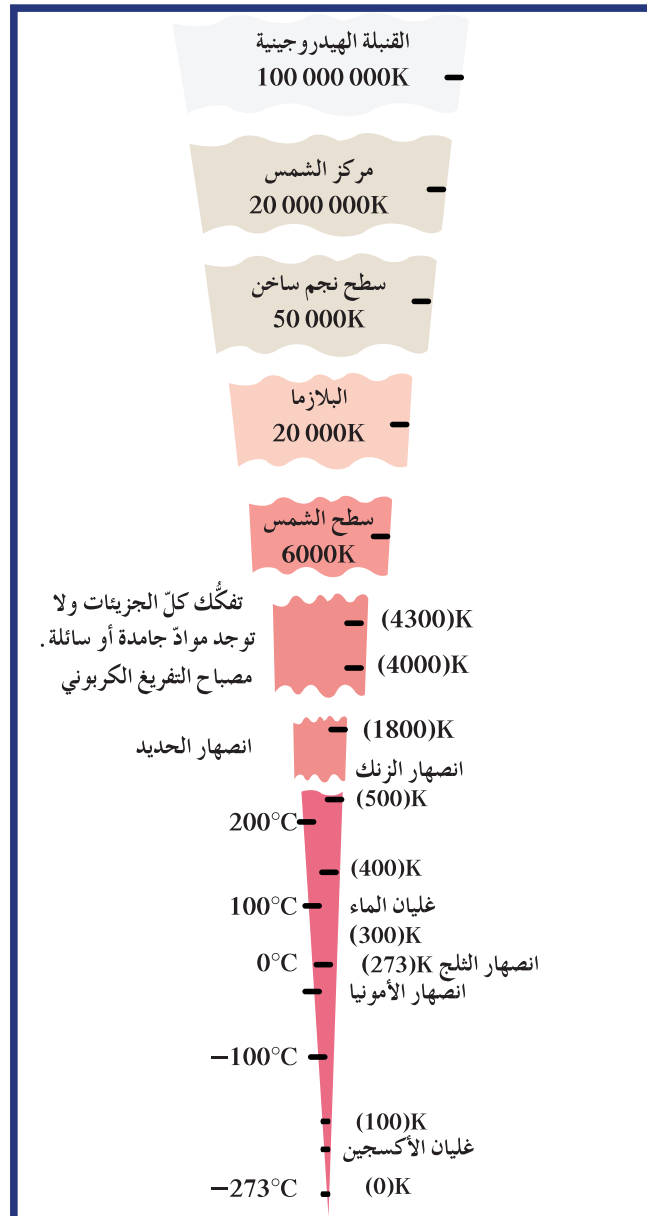 القنبلة الهيدروجينية
100 000 000K
مركز الشمس
20 000 000K
سطح نجم ساخن
50 000K
البلازما
20 000K
سطح الشمس
6000K
تفكُّك كلّ الجزيئات ولا
توجد موادّ جامدة أو سائلة.
(4300)K
مصباح التفريغ الكربوني
(4000)K
(1800)K
انصهار الحديد
انصهار الزنك
(500)K
200°C
(400)K
100°C
غليان الماء
(300)K
0°C
انصهار الثلج (273)K
انصهار الأمونيا
−100°C
(100)K
غليان الأكسجين
−273°C
(0)K